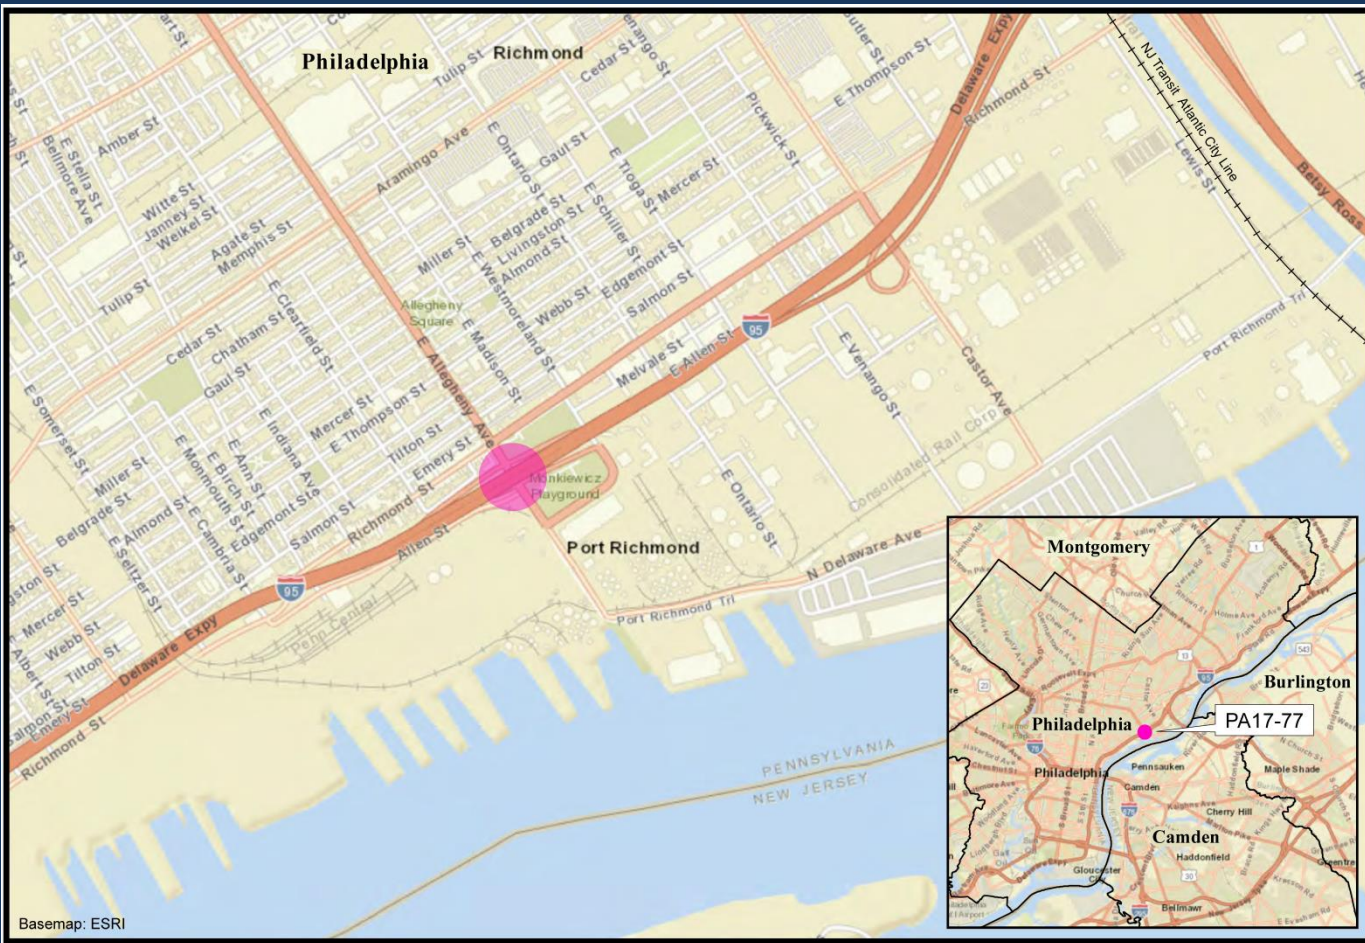 Philadelphia
Richmond
Tulip St
Cedar St
E Thompson St
Delaware Expy
Richmond St
NJ Transit Atlantic City Line
Amber St
E Stella St
Bellmore Ave
Aramingo Ave
E Ontario St
Gaul St
Pickwick St
E Tioga St
Mercer St
Lewis St
Betsy Ross
Witte St
Janney St
Weikel St
Agate St
Memphis St
Belgrade St
Livingston St
Almond St
E Schiller St
Miller St
E Westmoreland St
Edgemont St
Webb St
Salmon St
Tulip St
E Clearfield St
Allegheny
Square
E Madison St
95
Melvale St
E Allen St
E Venango St
Castor Ave
Port Richmond Trl
Cedar St
Chatham St
Gaul St
E Allegheny Ave
E Somerset St
Mercer St
E Thompson St
E Indiana Ave
E Ann St
E Birch St
E Monmouth St
Tilton St
Emery St
Miller St
Belgrade St
Almond St
Edgemont St
E Cambria St
Salmon St
Richmond St
Allen St
E Seltzer St
Monkiewicz
Playground
E Ontario St
Consolidated Rail Corp
Port Richmond
N Delaware Ave
Port Richmond Trl
95
Penn Central
Mercer St
Webb St
Albert St
Tilton St
Delaware Expy
Salmon St
Emery St
Richmond St
PENNSYLVANIA
NEW JERSEY
Basemap: ESRI
Montgomery
Burlington
Philadelphia
PA17-77
Philadelphia
Pennsauken
Camden
Maple Shade
Cherry Hill
Camden
Haddonfield
Gloucester
City
Bellmawr